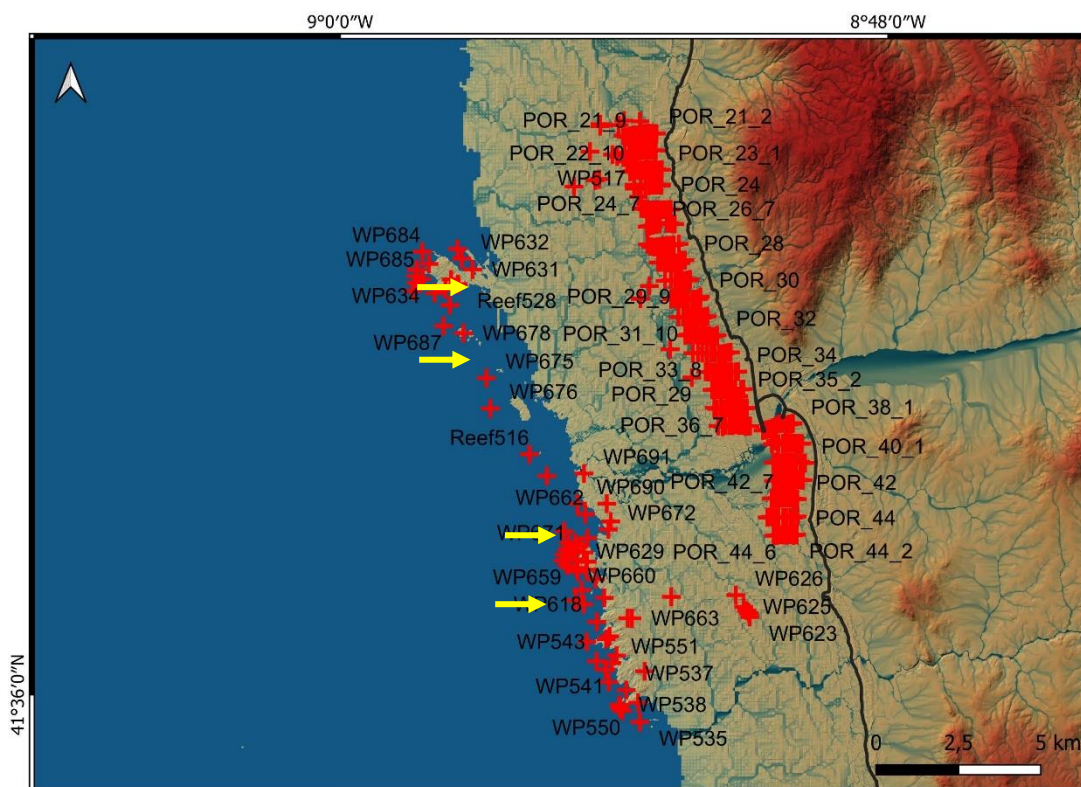 9°0′0″W
8°48′0″W
POR_21_9
POR_21_2
POR_22_10
POR_23_1
WP517
POR_24
POR_24_7
POR_26_7
WP684
WP632
POR_28
WP685
WP631
POR_30
WP634
Reef528
POR_29_9
POR_32
WP687
WP678
POR_31_10
WP675
POR_34
POR_33_8
POR_35_2
WP676
POR_29
POR_38_1
Reef516
POR_36_7
POR_40_1
WP691
WP690
POR_42_7
POR_42
WP662
WP672
POR_44
WP671
WP629
POR_44_6
POR_44_2
WP659
WP660
WP626
WP618
WP663
WP625
WP623
WP543
WP551
WP541
WP537
WP538
WP550
WP535
41°36′0″N
0
2,5
5 km